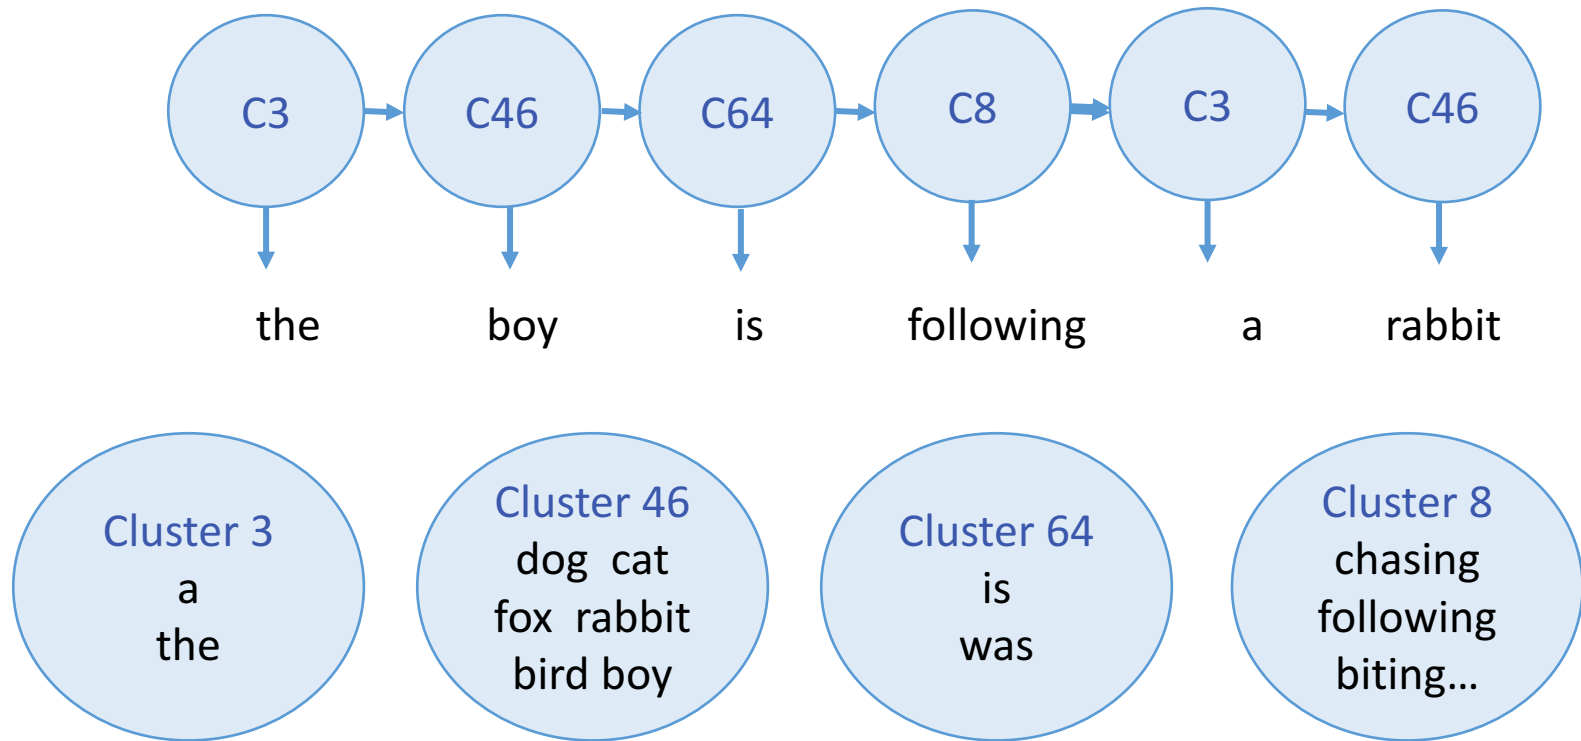 C3 C46 C64 C8 C3 C46
the boy is following a rabbit
Cluster 3
a
the
Cluster 46
dog cat
fox rabbit
bird boy
Cluster 64
is
was
Cluster 8
chasing
following
biting...